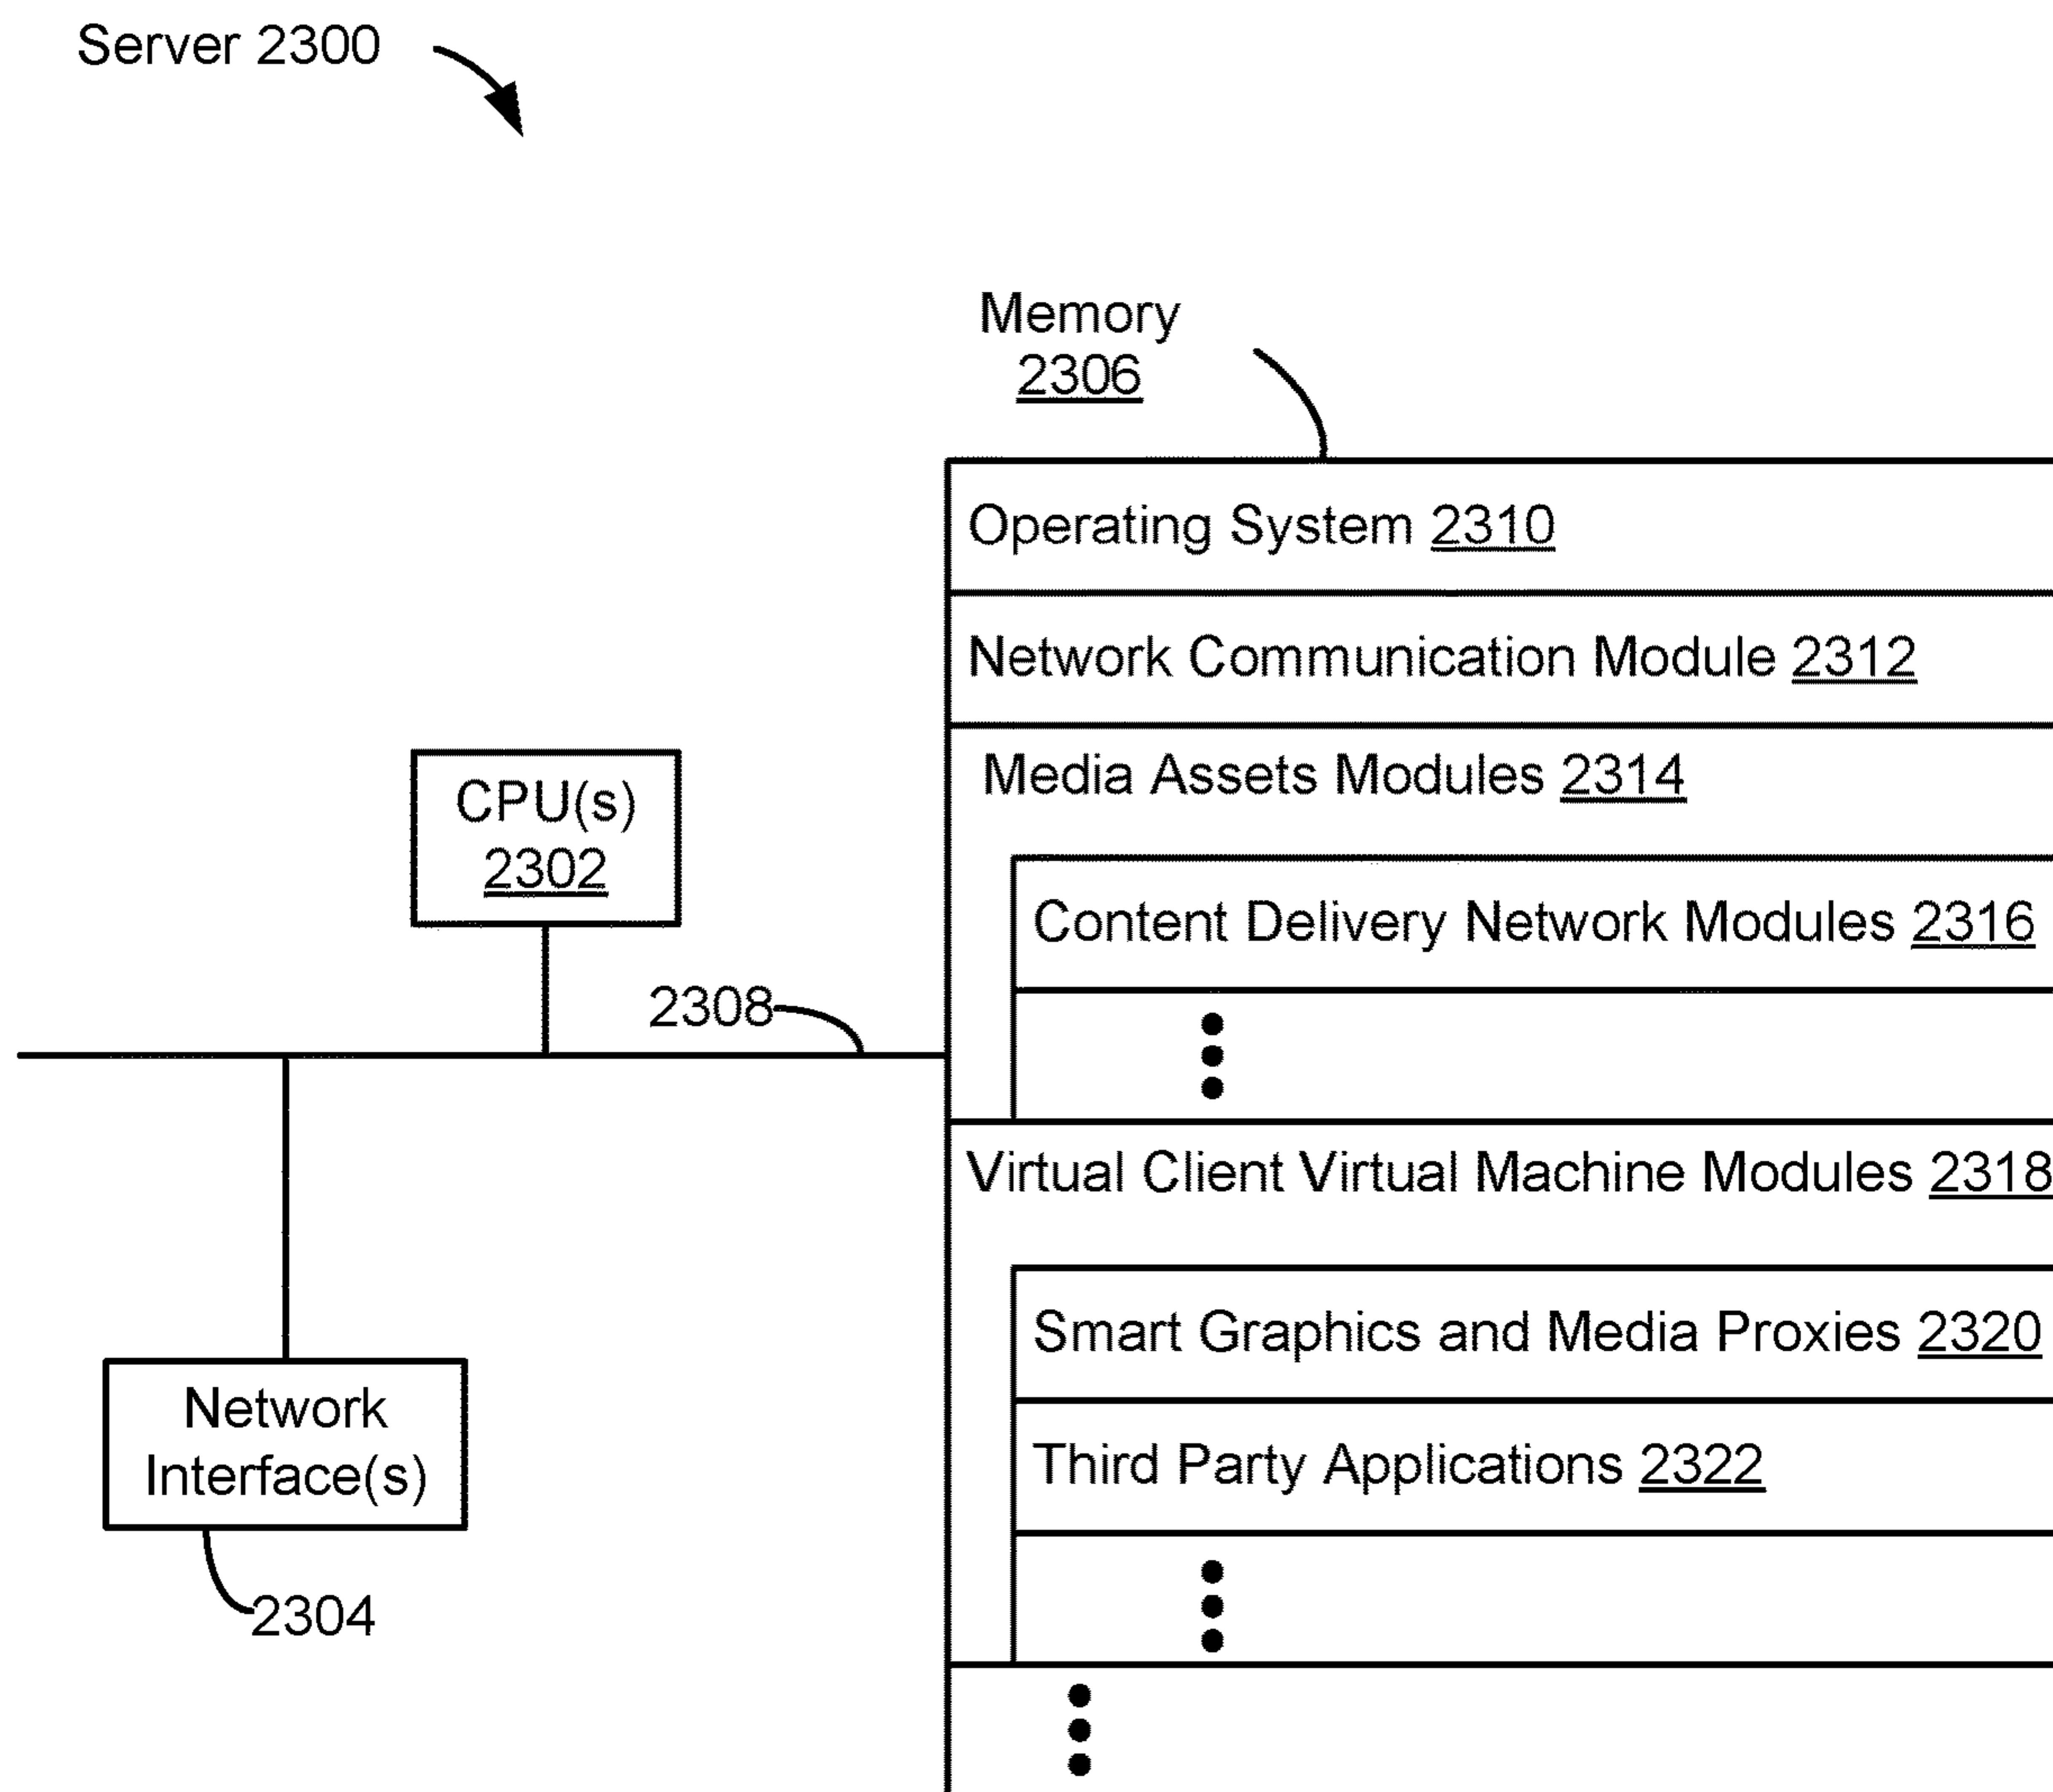 Server 2300
Memory
2306
Operating System 2310
Network Communication Module 2312
Media Assets Modules 2314
CPU(s)
2302
Content Delivery Network Modules 2316
2308
Virtual Client Virtual Machine Modules 2318
Smart Graphics and Media Proxies 2320
Network
Interface(s)
Third Party Applications 2322
2304